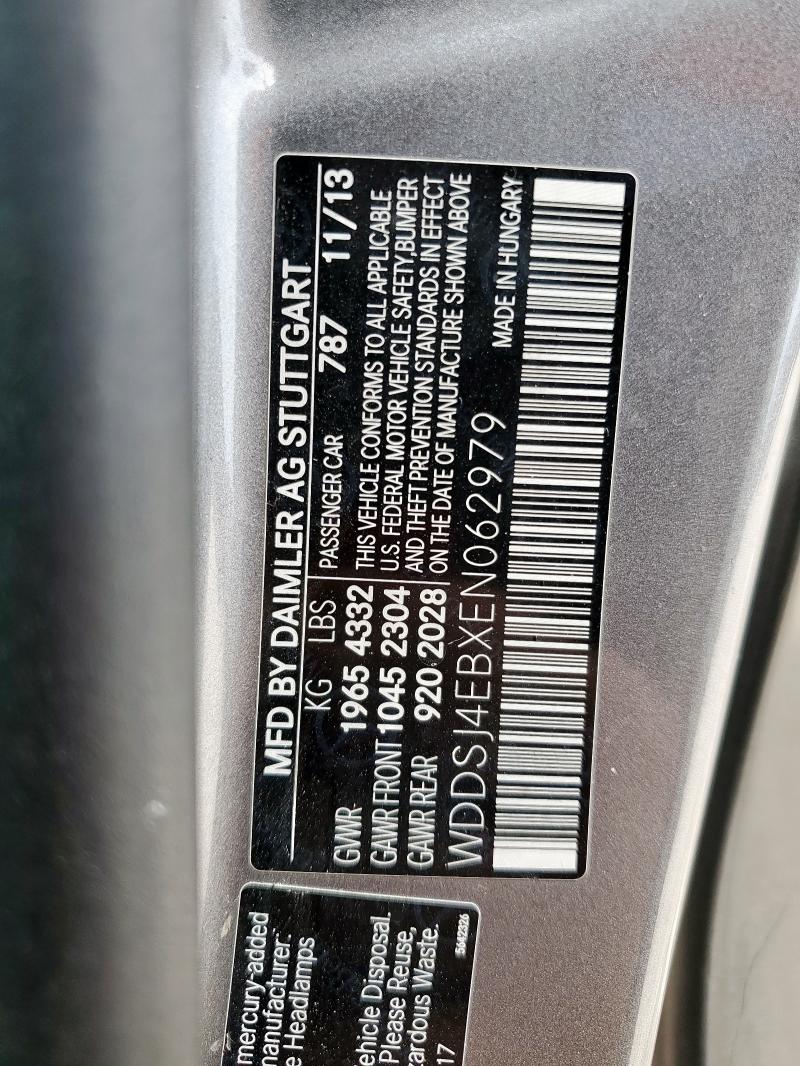 MFD BY DAIMLER AG STUTTGART
KG LBS
GWR 1965 4332
GAWR FRONT 1045 2304
GAWR REAR 920 2028
PASSENGER CAR 787 11/13
THIS VEHICLE CONFORMS TO ALL APPLICABLE
U.S. FEDERAL MOTOR VEHICLE SAFETY,BUMPER
AND THEFT PREVENTION STANDARDS IN EFFECT
ON THE DATE OF MANUFACTURE SHOWN ABOVE
WDDSJ4EBXEN062979
MADE IN HUNGARY
mercury-added
manufacturer.
e Headlamps
ehicle Disposal.
Please Reuse,
zardous Waste.
17